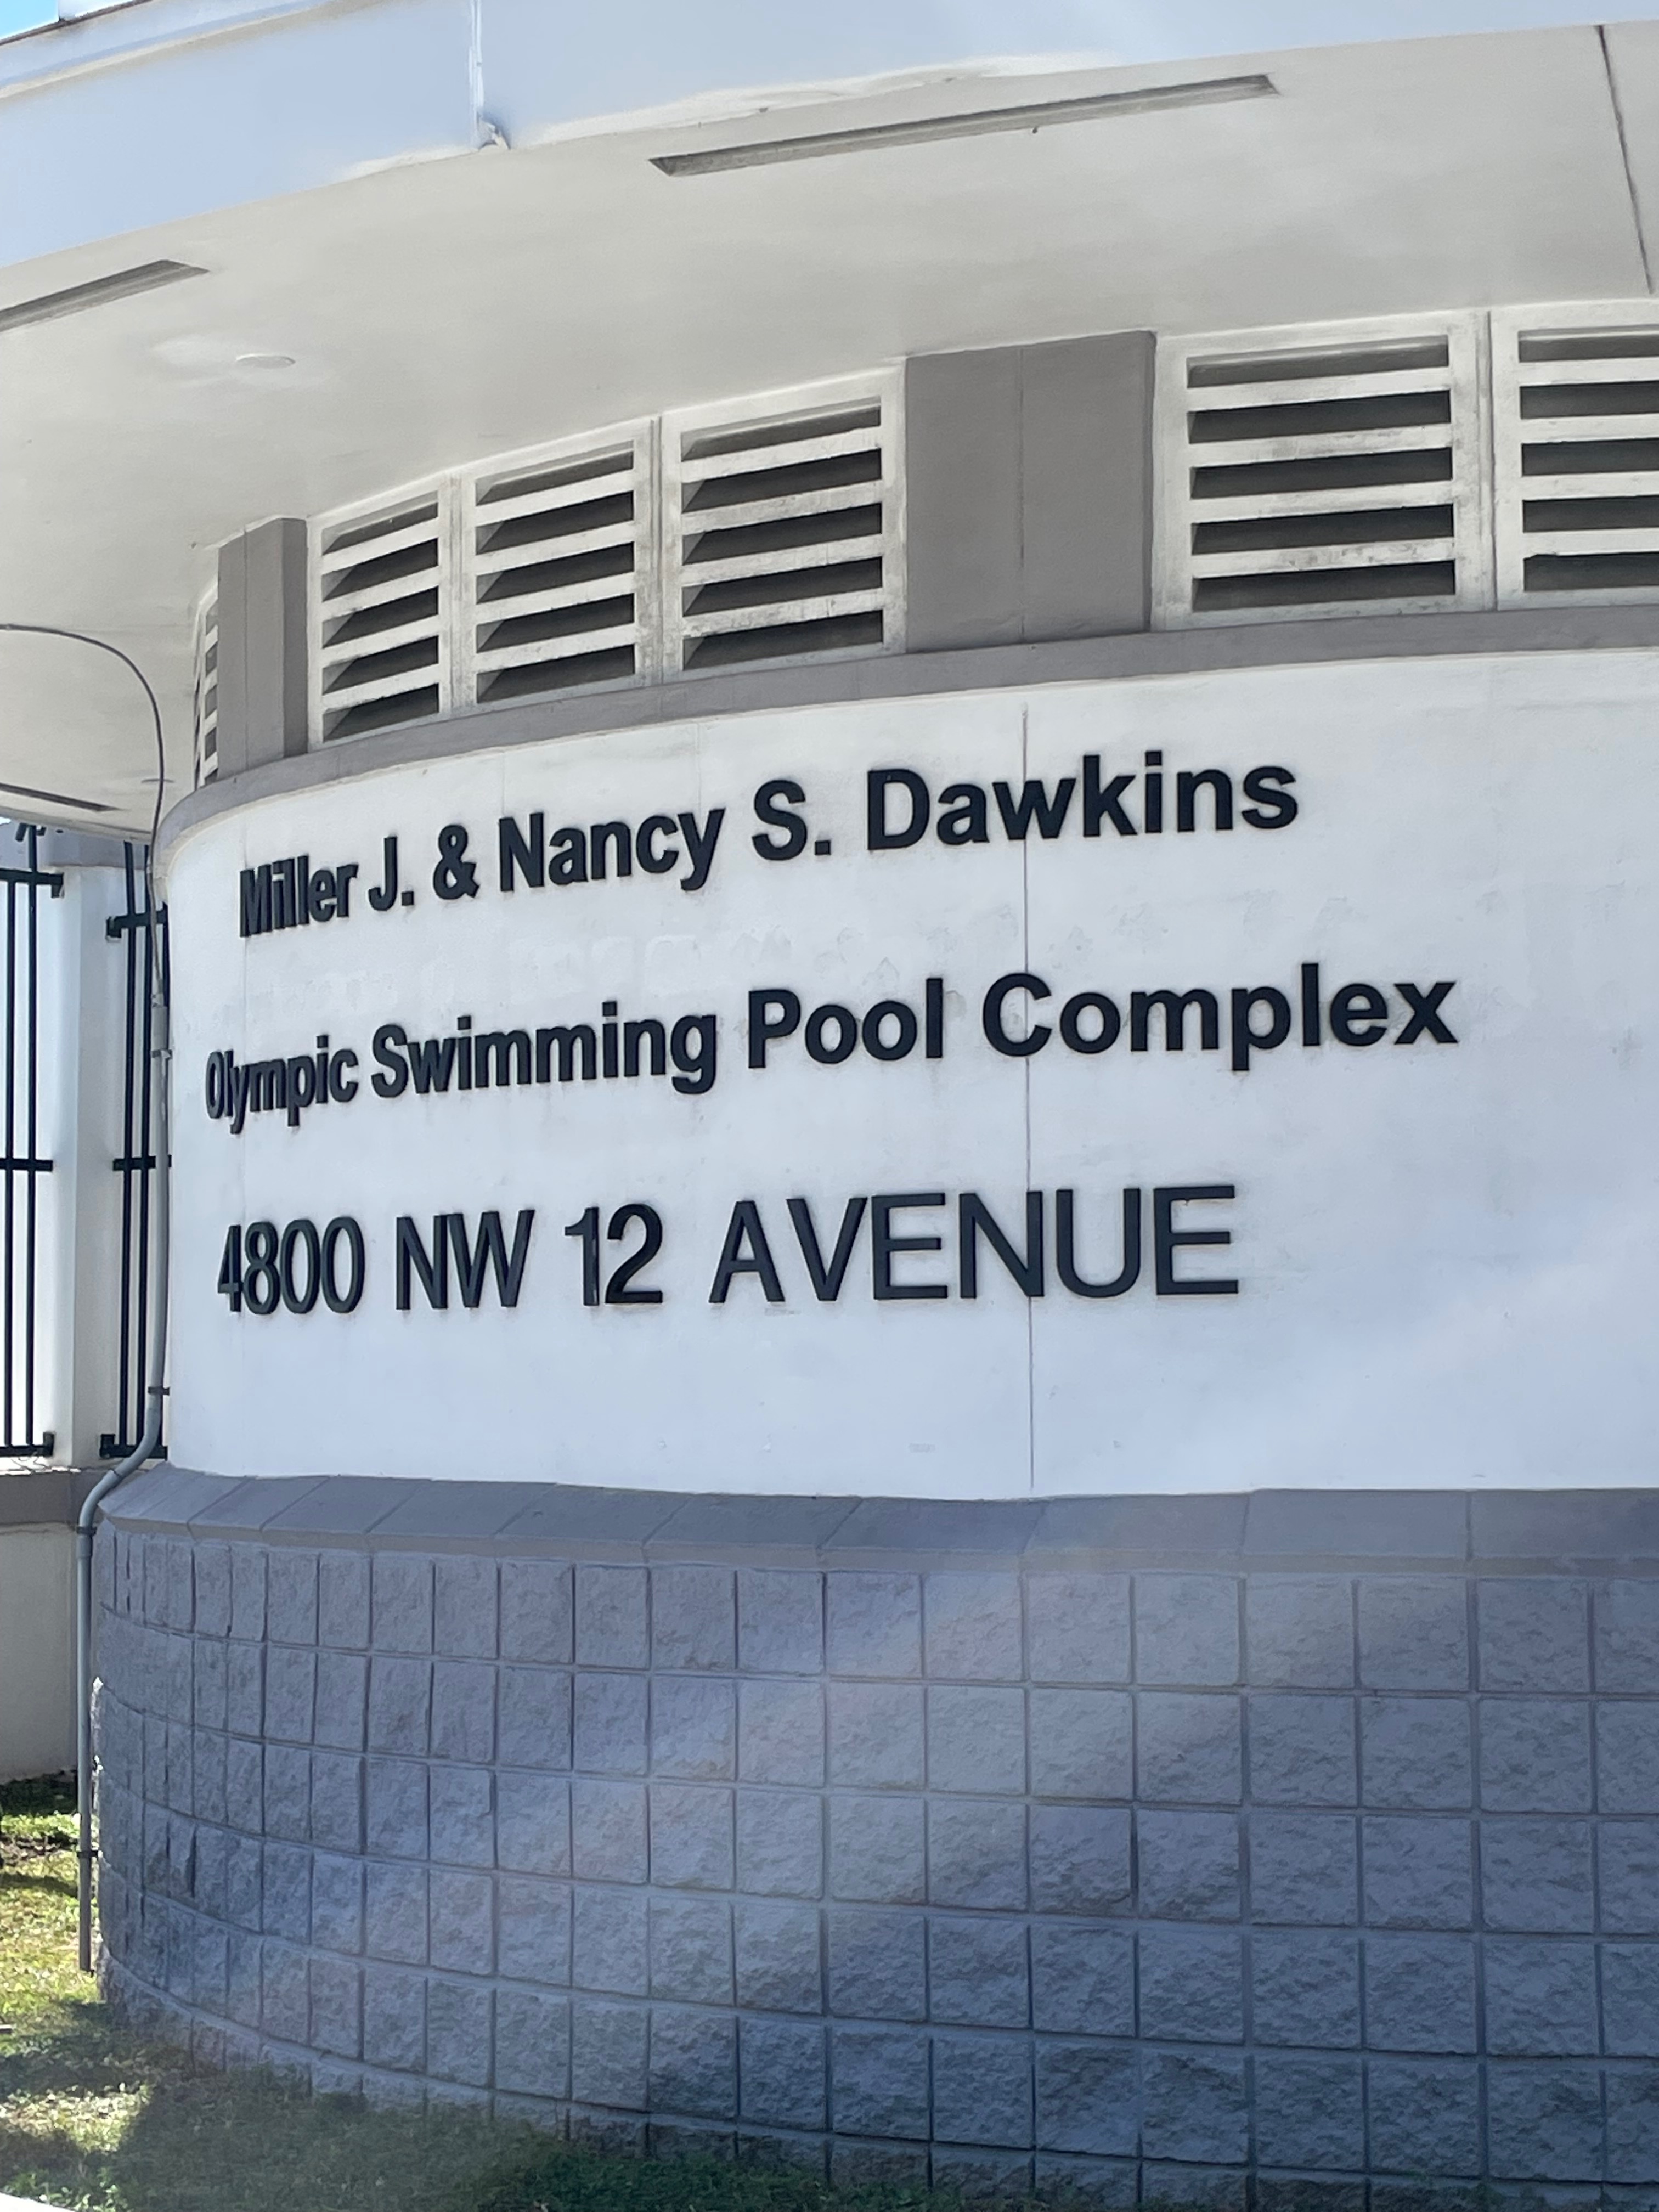 Miller J. & Nancy S. Dawkins
Olympic Swimming Pool Complex
4800 NW 12 AVENUE